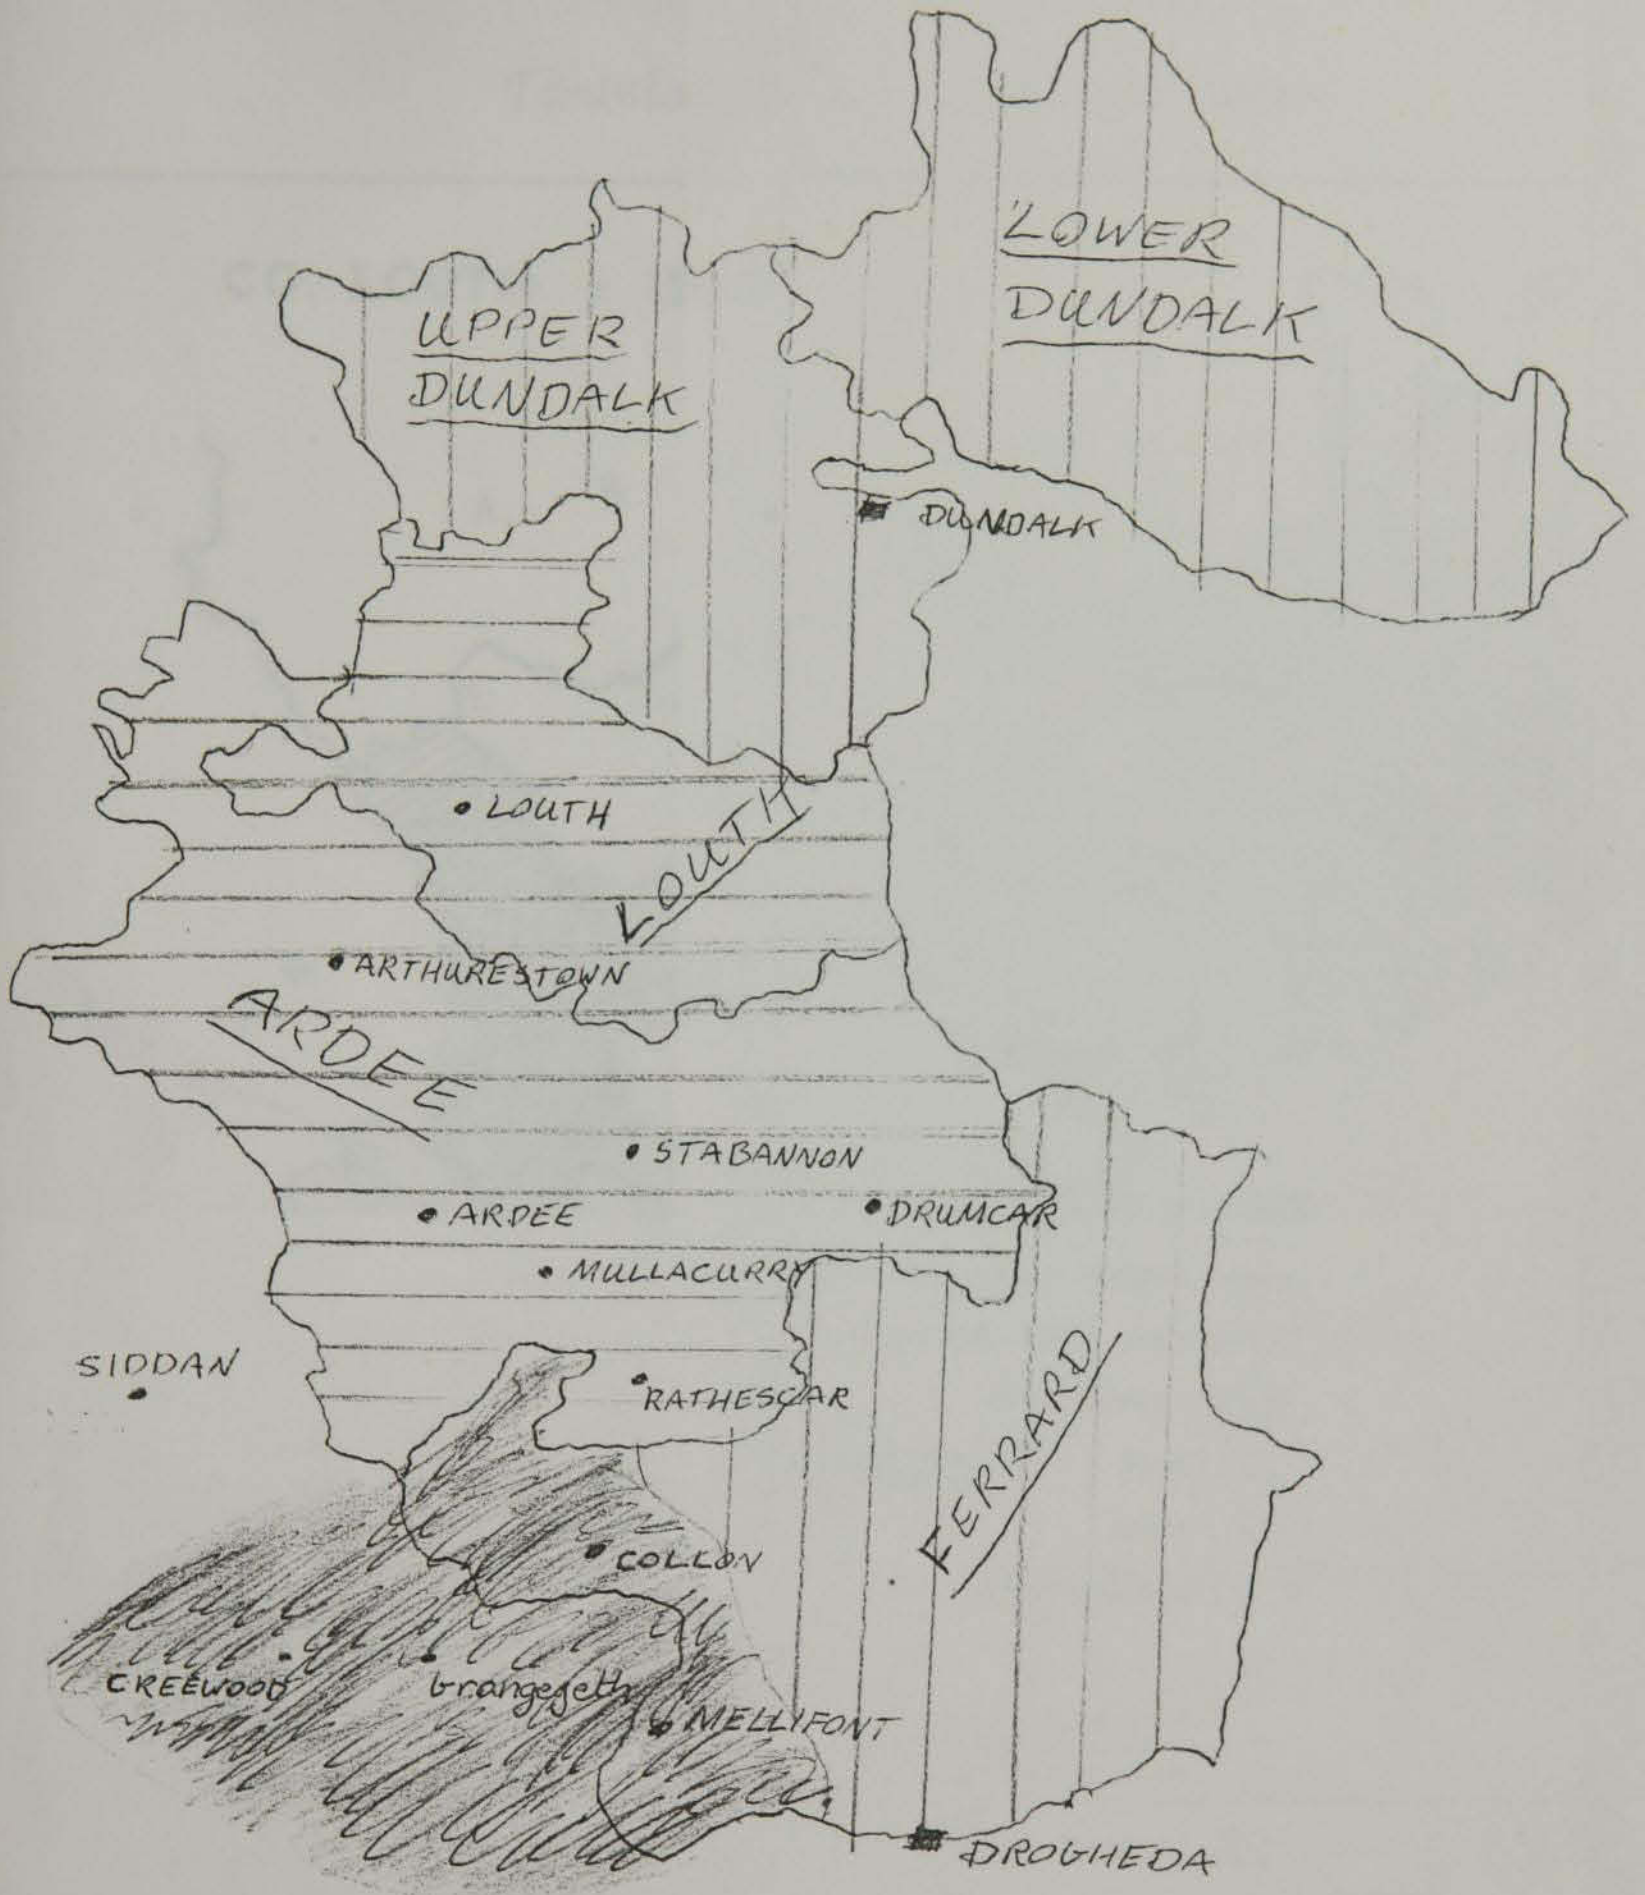 LOWER
DUNDALK
UPPER
DUNDALK
DUNDALK
LOUTH
LOUTH
ARTHURESTOWN
ARDEE
STABANNON
ARDEE
DRUMCAR
MULLACURRY
SIDDAN
RATHESCAR
FERRARD
COLLON
CREEWOOD
Grangegeth
MELLIFONT
DROGHEDA